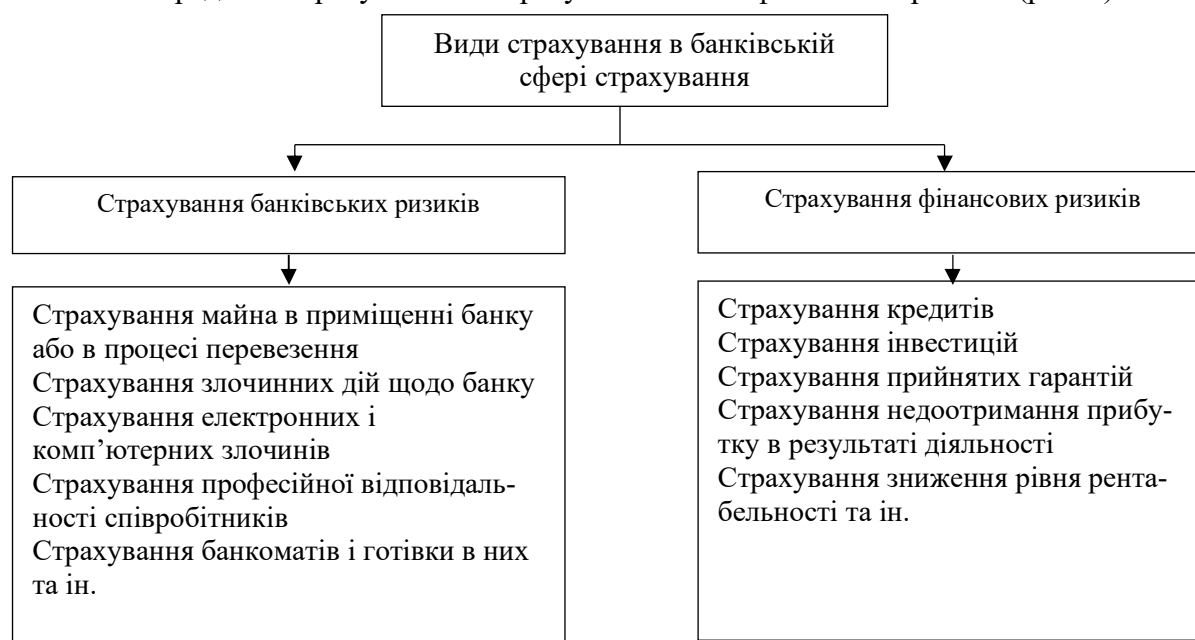 Види страхування в банківській
сфері страхування
Страхування банківських ризиків
Страхування фінансових ризиків
Страхування майна в приміщенні банку
або в процесі перевезення
Страхування злочинних дій щодо банку
Страхування електронних і
комп’ютерних злочинів
Страхування професійної відповідаль-
ності співробітників
Страхування банкоматів і готівки в них
та ін.
Страхування кредитів
Страхування інвестицій
Страхування прийнятих гарантій
Страхування недоотримання прибу-
тку в результаті діяльності
Страхування зниження рівня рента-
бельності та ін.